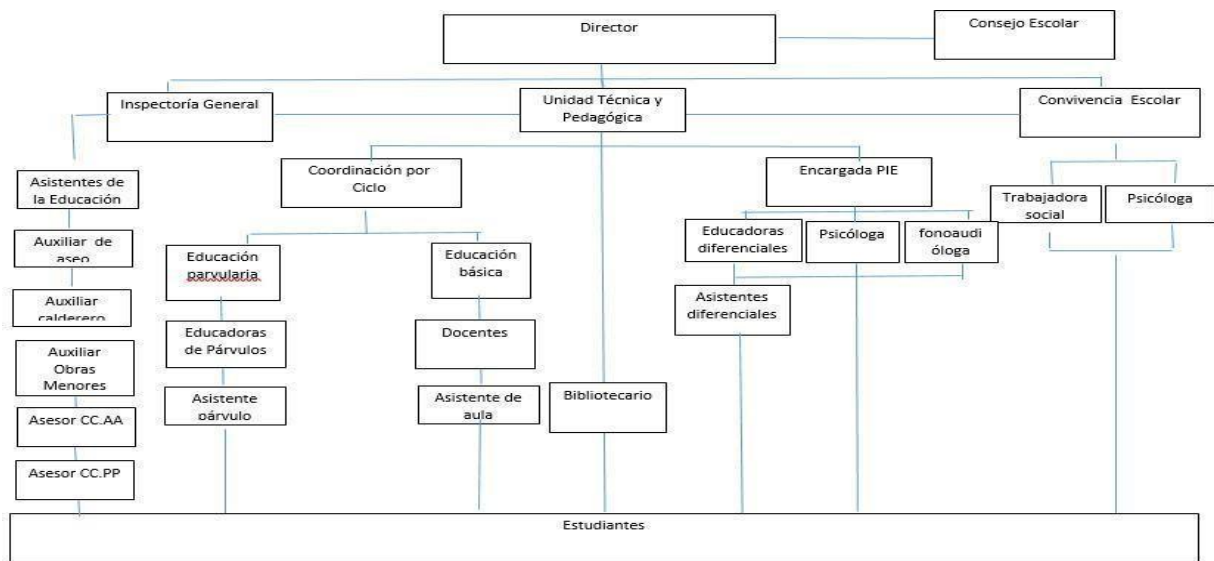 Director
Consejo Escolar
Inspectoría General
Unidad Técnica y
Pedagógica
Convivencia Escolar
Coordinación por
Ciclo
Encargada PIE
Asistentes de
la Educación
Trabajadora
social
Psicóloga
Educadoras
diferenciales
Psicóloga
fonoaudi
óloga
Auxiliar de
aseo
Educación
parvularia
Educación
básica
Auxiliar
calderero
Asistentes
diferenciales
Educadoras
de Párvulos
Docentes
Auxiliar
Obras
Menores
Asistente
párvulo
Asistente de
aula
Bibliotecario
Asesor CC.AA
Asesor CC.PP
Estudiantes